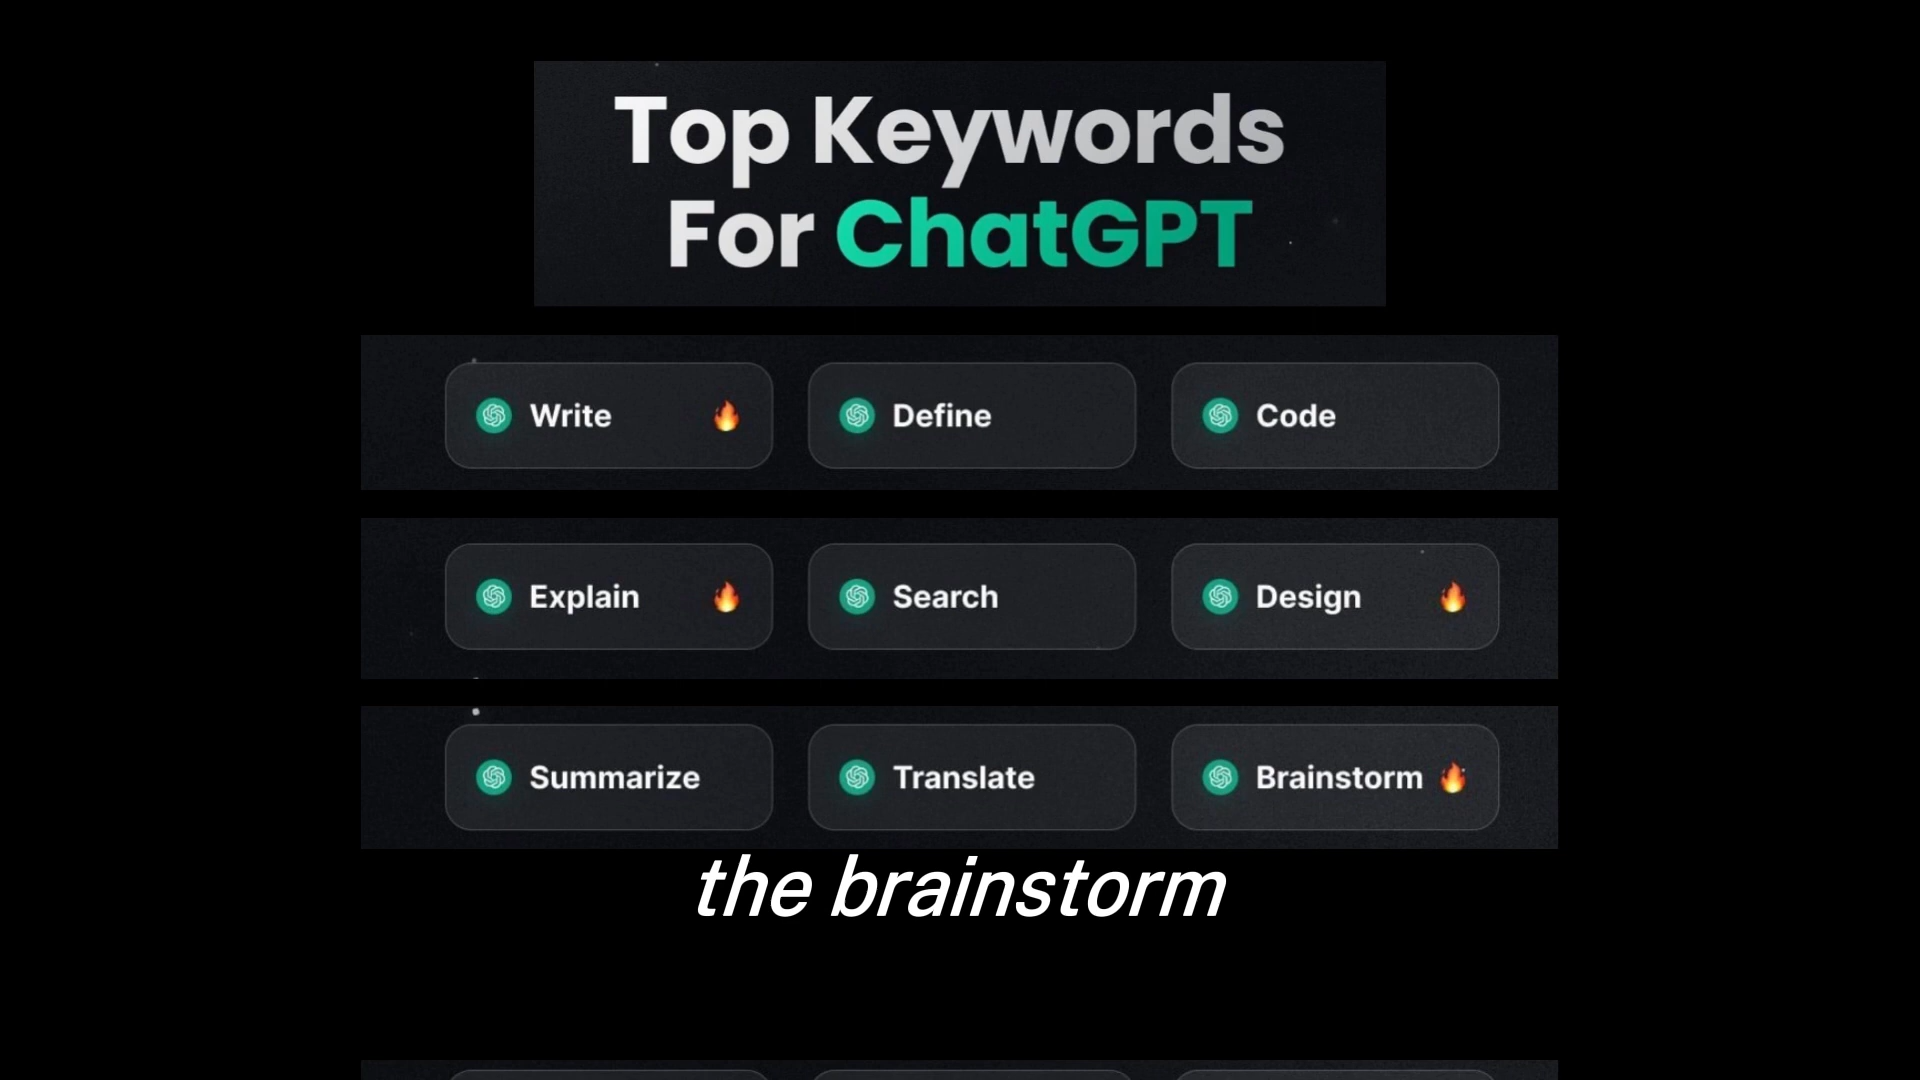 Top Keywords
For ChatGPT
Write 🔥
Define
Code
Explain 🔥
Search
Design 🔥
Summarize
Translate
Brainstorm 🔥
the brainstorm